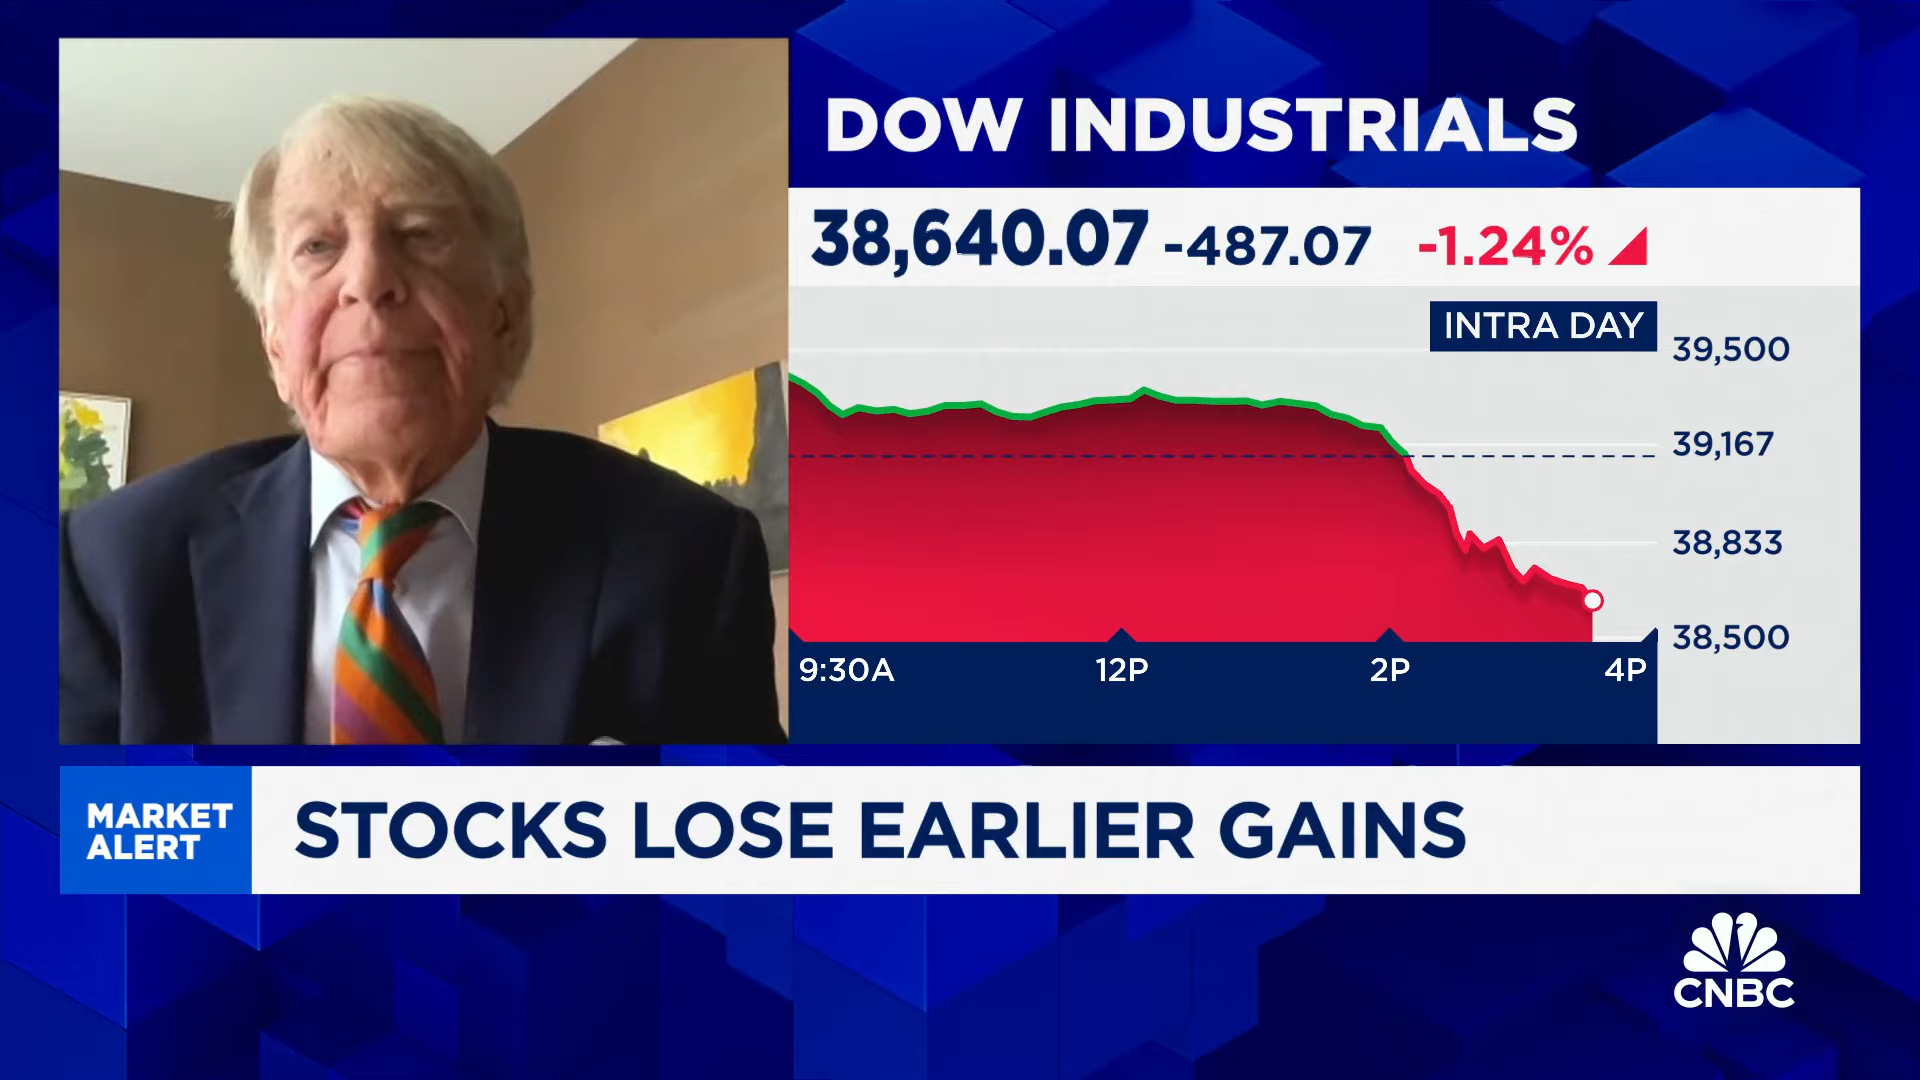 DOW INDUSTRIALS
38,640.07 -487.07 -1.24%
INTRA DAY
39,500
39,167
38,833
38,500
9:30A 12P 2P 4P
MARKET
ALERT
STOCKS LOSE EARLIER GAINS
CNBC